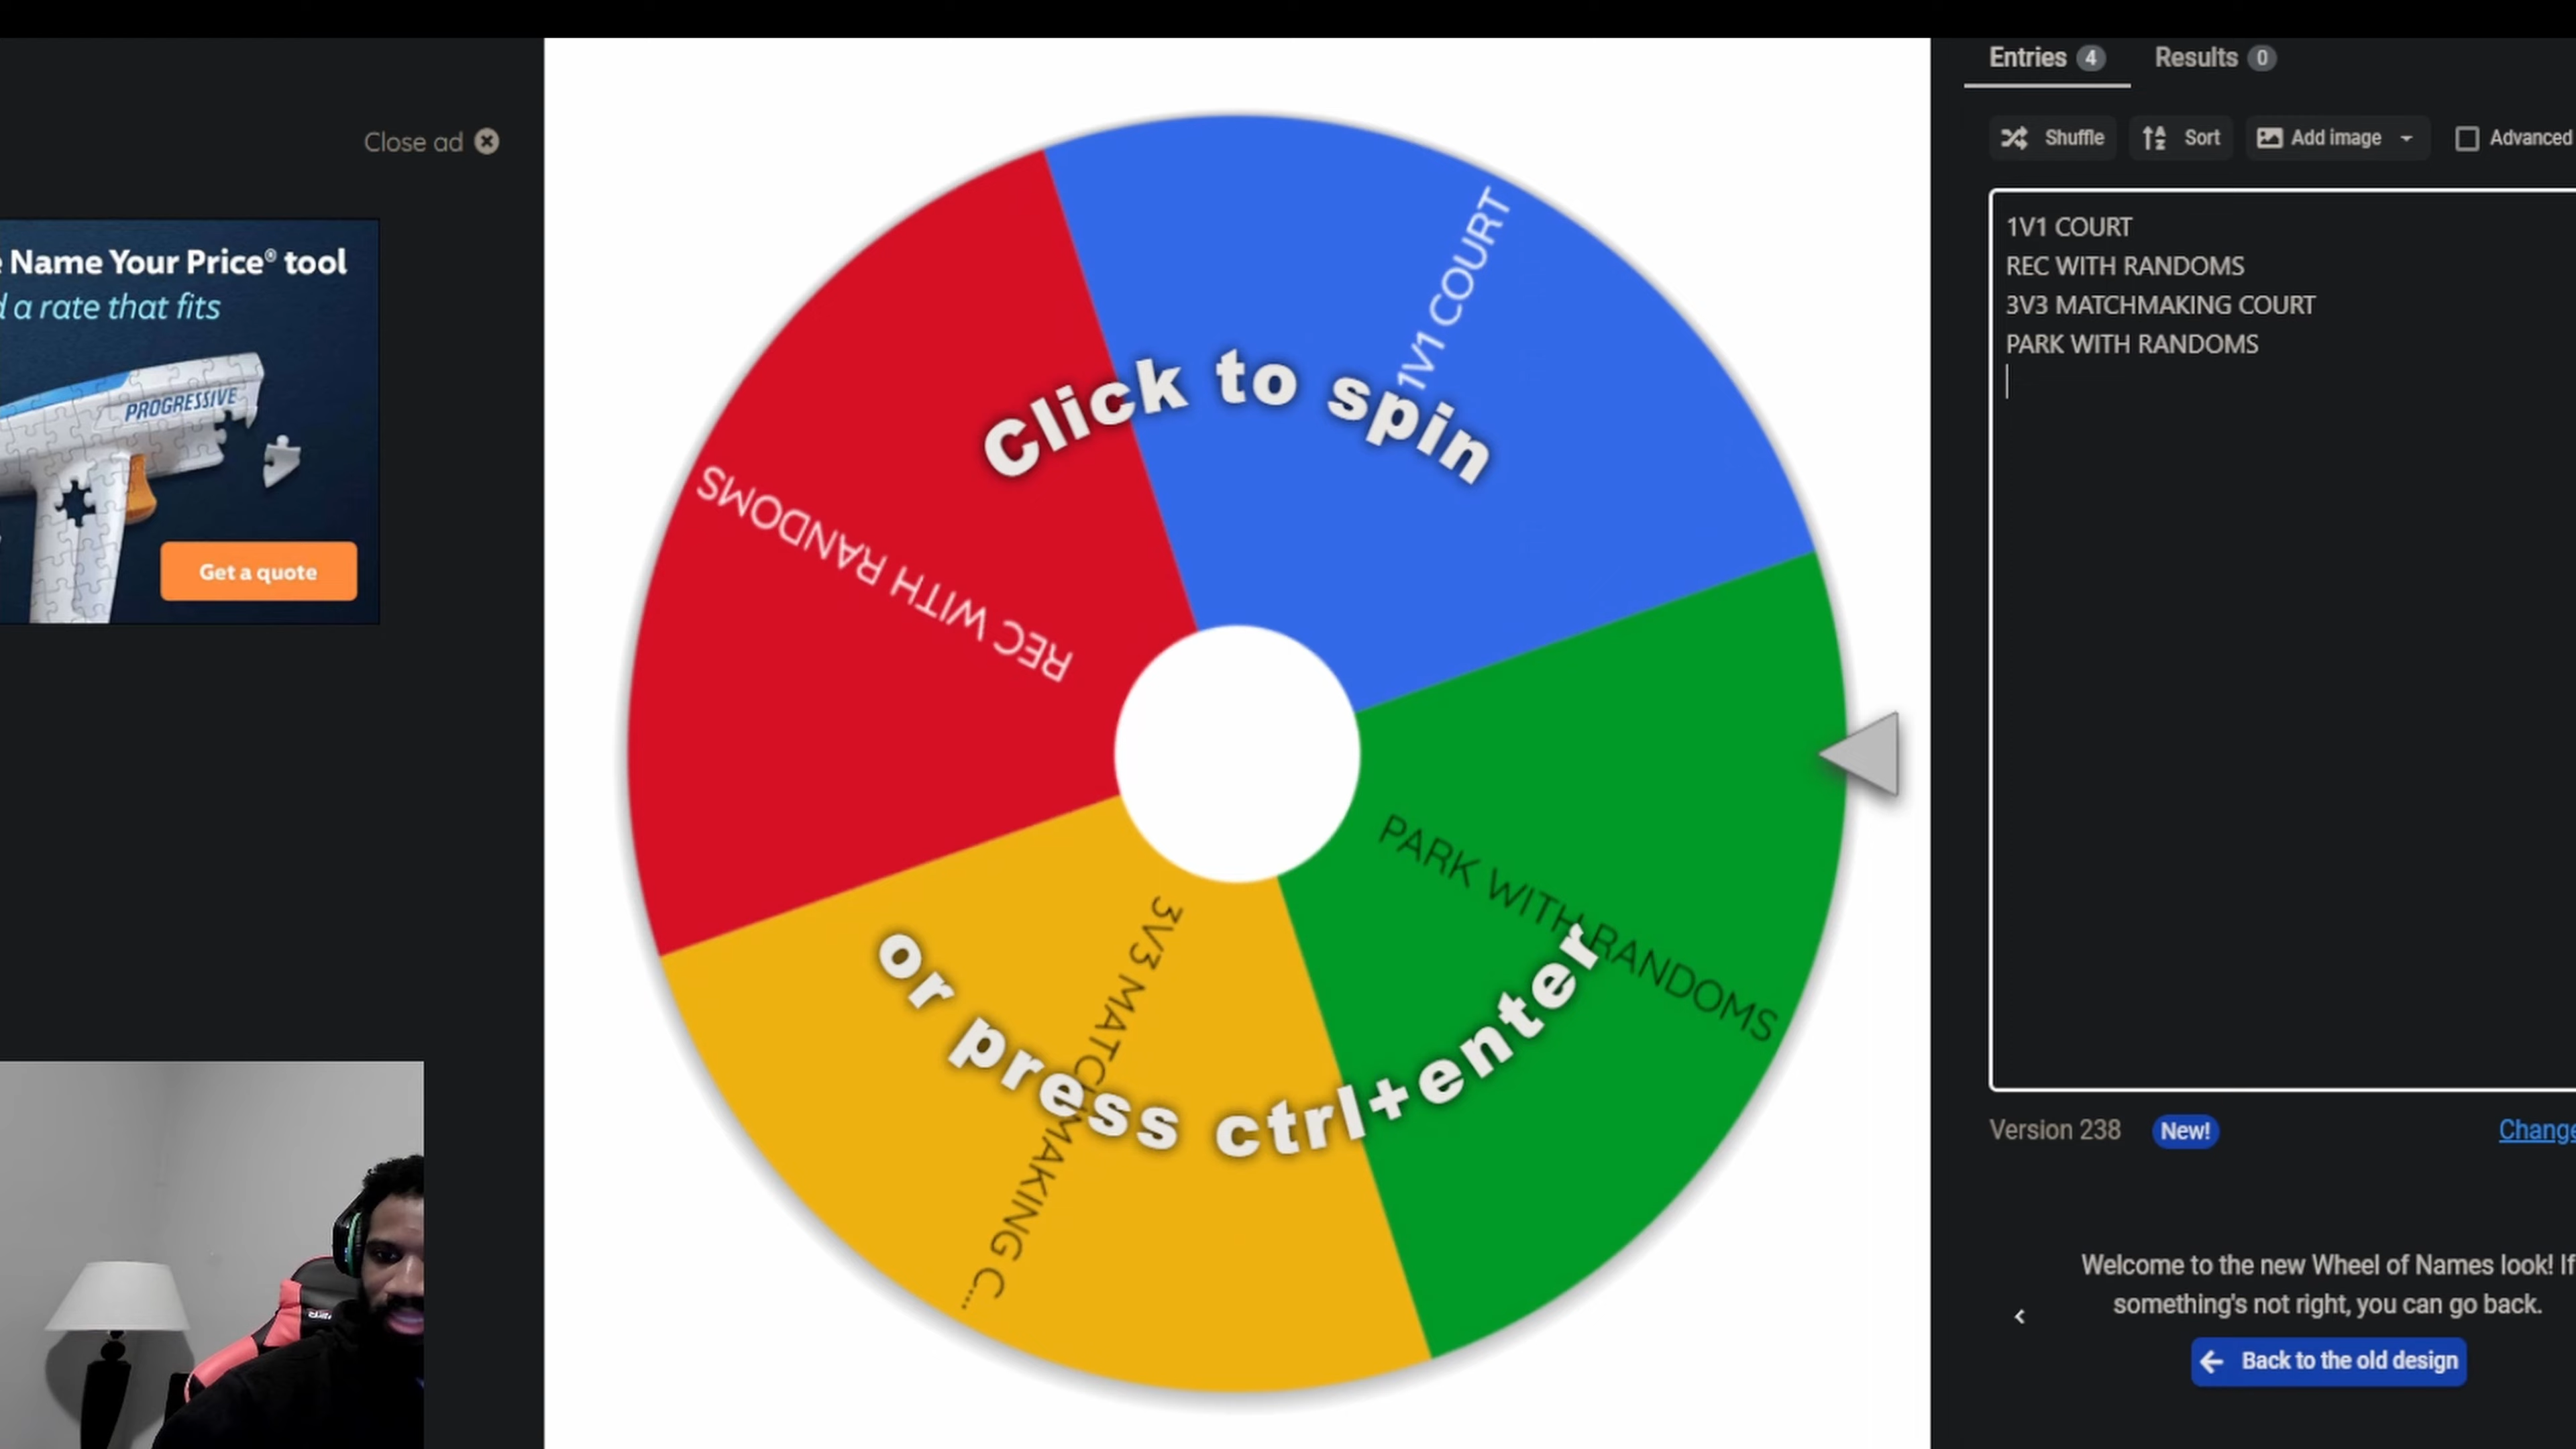 Entries 4
Results 0
Close ad
Shuffle
Sort
Add image
Advanced
Name Your Price® tool
a rate that fits
PROGRESSIVE
Get a quote
1V1 COURT
REC WITH RANDOMS
3V3 MATCHMAKING COURT
PARK WITH RANDOMS
Click to spin
or press ctrl+enter
1V1 COURT
REC WITH RANDOMS
PARK WITH RANDOMS
3V3 MATCHMAKING C...
Version 238
New!
Change
Welcome to the new Wheel of Names look! If
something's not right, you can go back.
Back to the old design